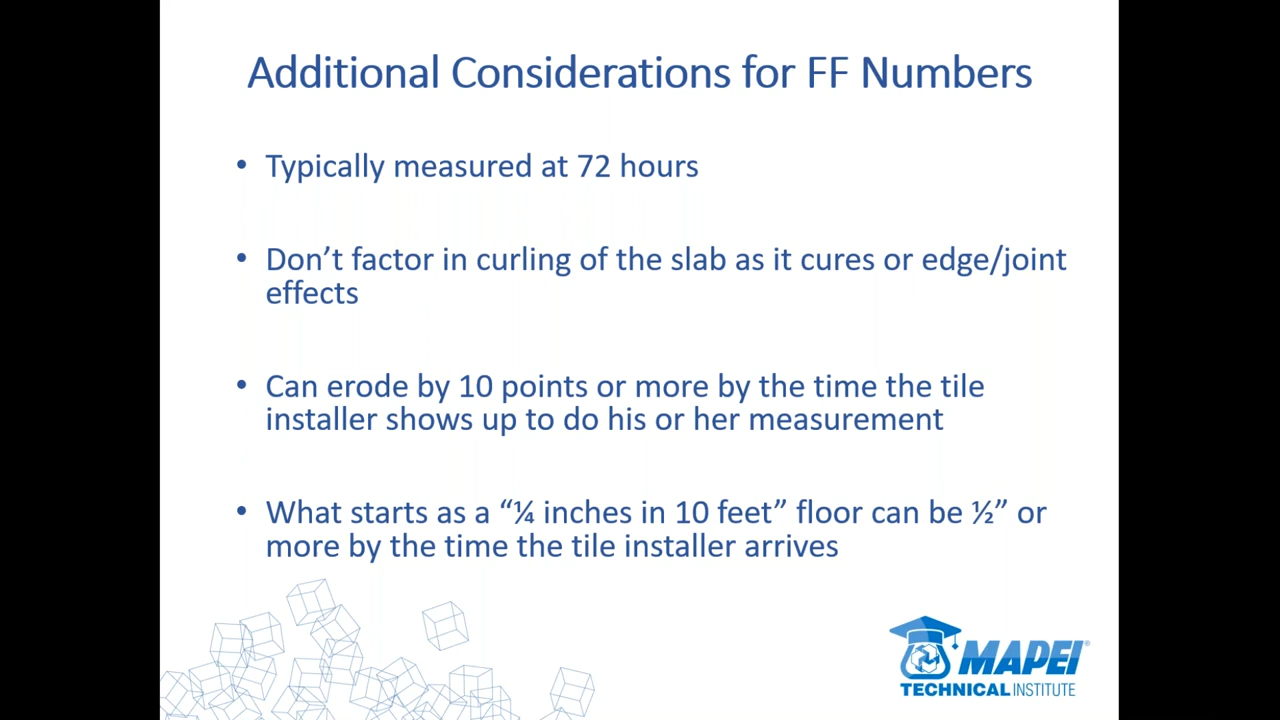 Additional Considerations for FF Numbers
• Typically measured at 72 hours
• Don’t factor in curling of the slab as it cures or edge/joint
effects
• Can erode by 10 points or more by the time the tile
installer shows up to do his or her measurement
• What starts as a “¼ inches in 10 feet” floor can be ½” or
more by the time the tile installer arrives
MAPEI®
TECHNICAL INSTITUTE